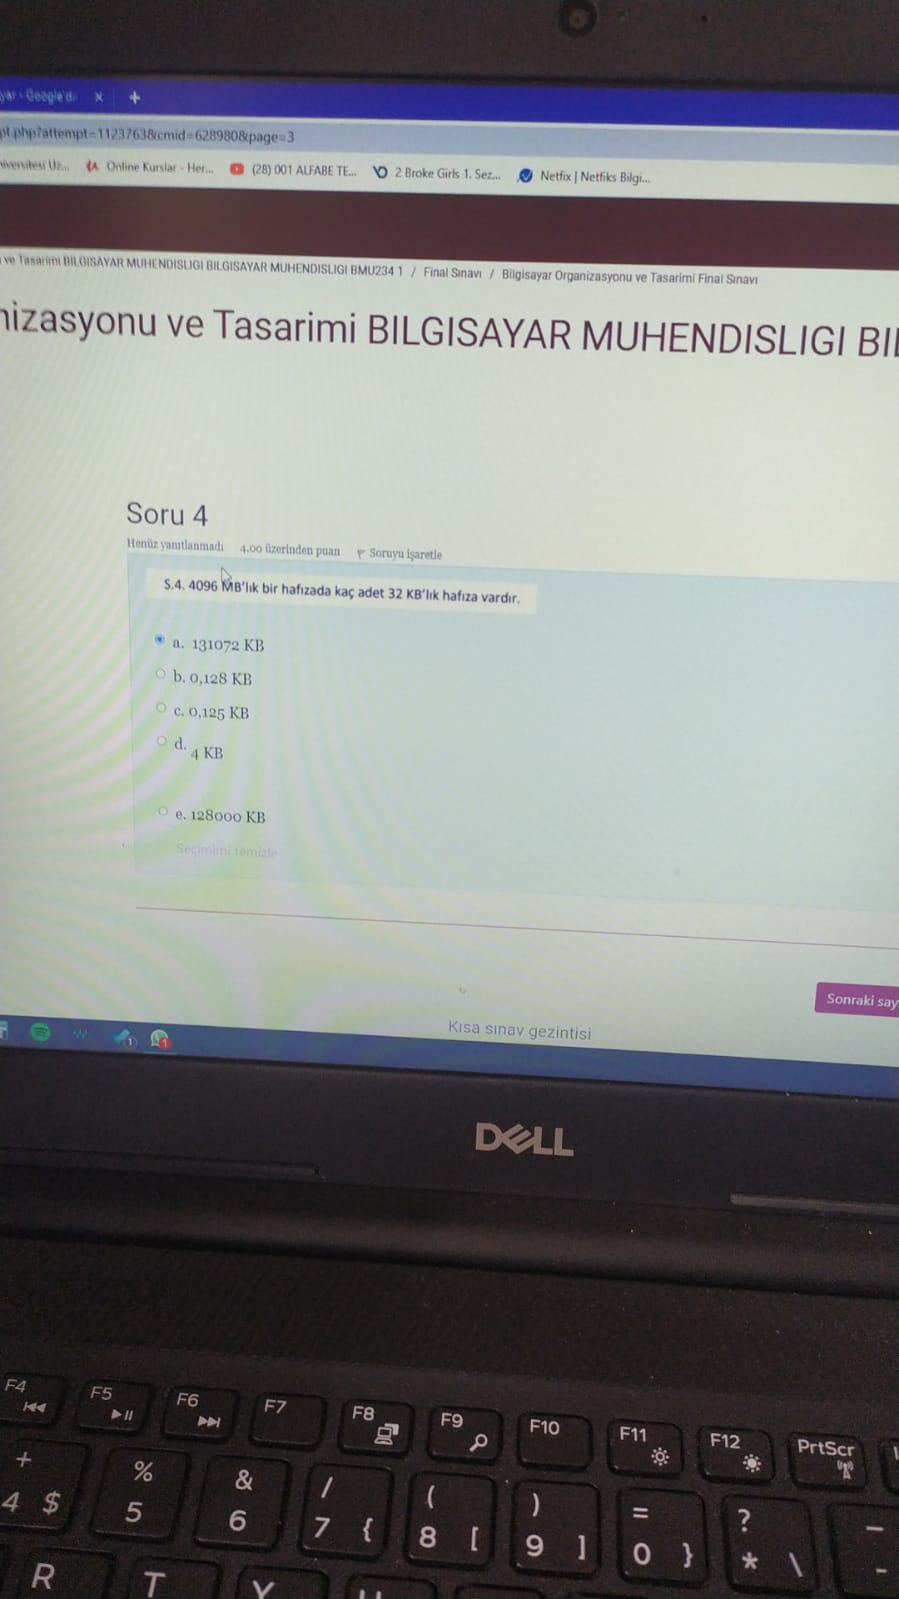 Google'da
pt.php?attempt=1123763&cmid=628980&page=3
niversitesi Uz... Online Kurslar - Her... (28) 001 ALFABE TE... 2 Broke Girls 1. Sez... Netfix | Netfiks Bilgi...
ve Tasarimi BILGISAYAR MUHENDISLIGI BILGISAYAR MUHENDISLIGI BMU234 1 / Final Sınavı / Bilgisayar Organizasyonu ve Tasarimi Final Sınavı
nizasyonu ve Tasarimi BILGISAYAR MUHENDISLIGI BIL
Soru 4
Henüz yanıtlanmadı 4,00 üzerinden puan Soruyu işaretle
S.4. 4096 MB'lık bir hafızada kaç adet 32 KB'lık hafıza vardır.
a. 131072 KB
b. 0,128 KB
c. 0,125 KB
d. 4 KB
e. 128000 KB
Seçimimi temizle
Sonraki say
Kısa sınav gezintisi
DELL
F4 F5 F6 F7 F8 F9 F10 F11 F12 PrtScr
+ % & / ( ) = ?
4 $ 5 6 7 { 8 [ 9 ] 0 } * \ -
R T Y U